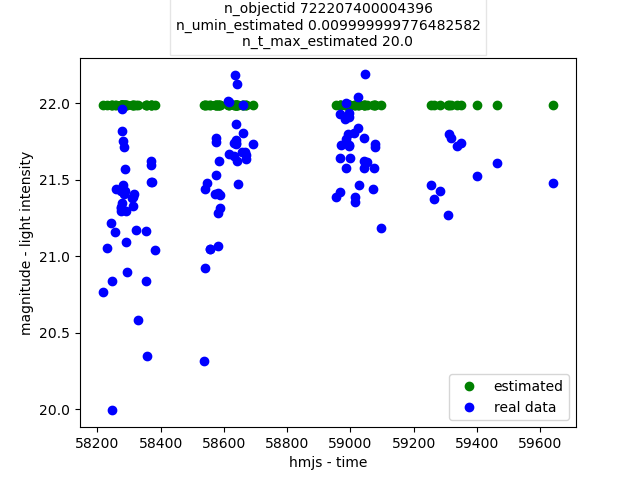 n_objectid 722207400004396
n_umin_estimated 0.009999999776482582
n_t_max_estimated 20.0
22.0
21.5
21.0
20.5
20.0
magnitude - light intensity
58200 58400 58600 58800 59000 59200 59400 59600
hmjs - time
estimated
real data